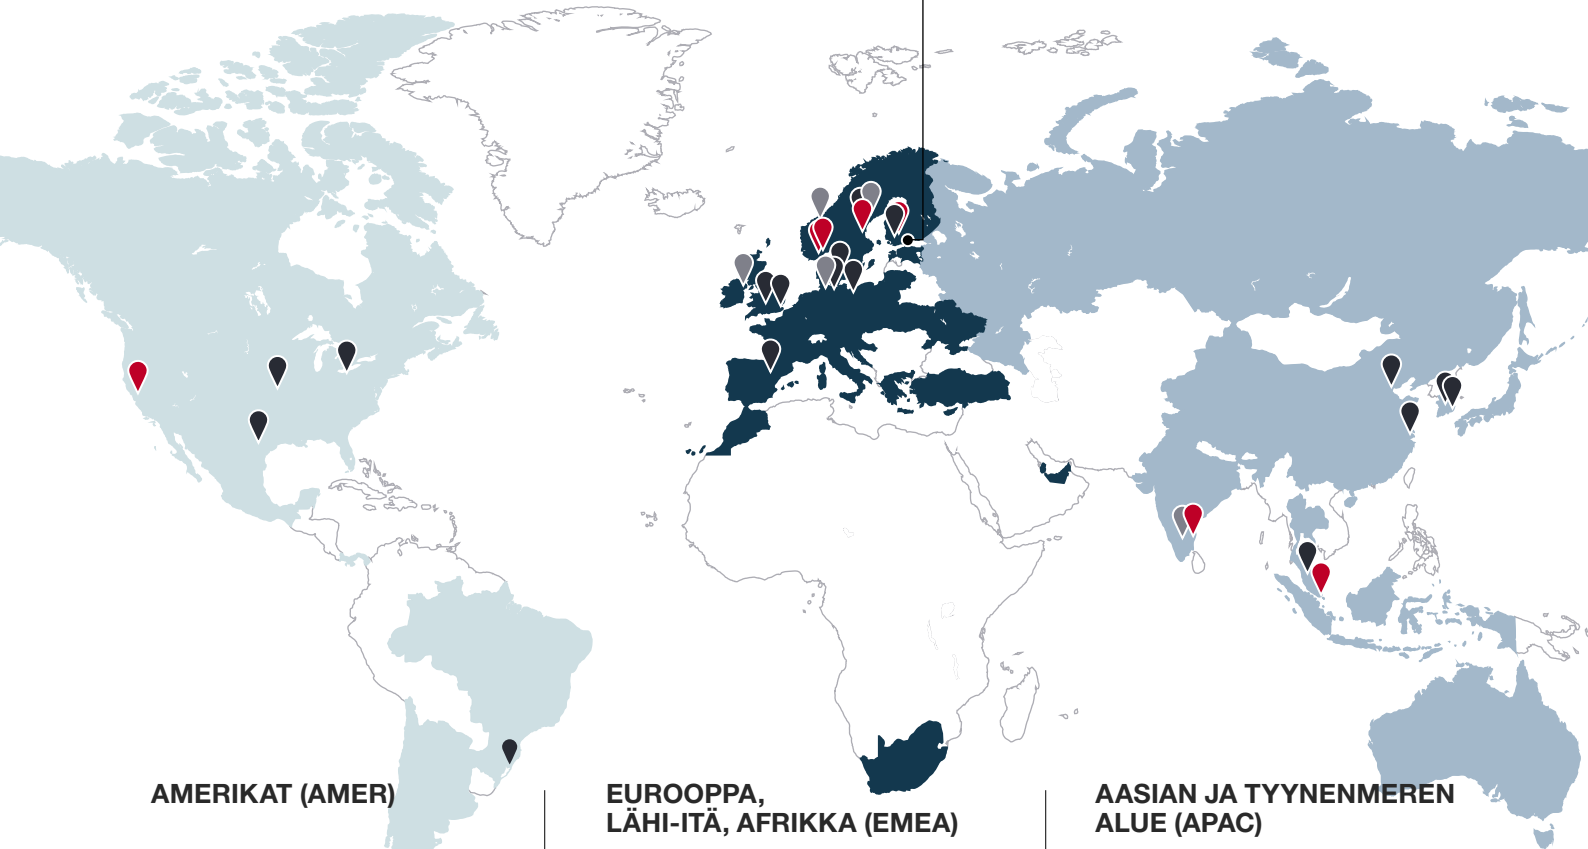 AMERIKAT (AMER)
EUROOPPA,
LÄHI-ITÄ, AFRIKKA (EMEA)
AASIAN JA TYYNENMEREN
ALUE (APAC)